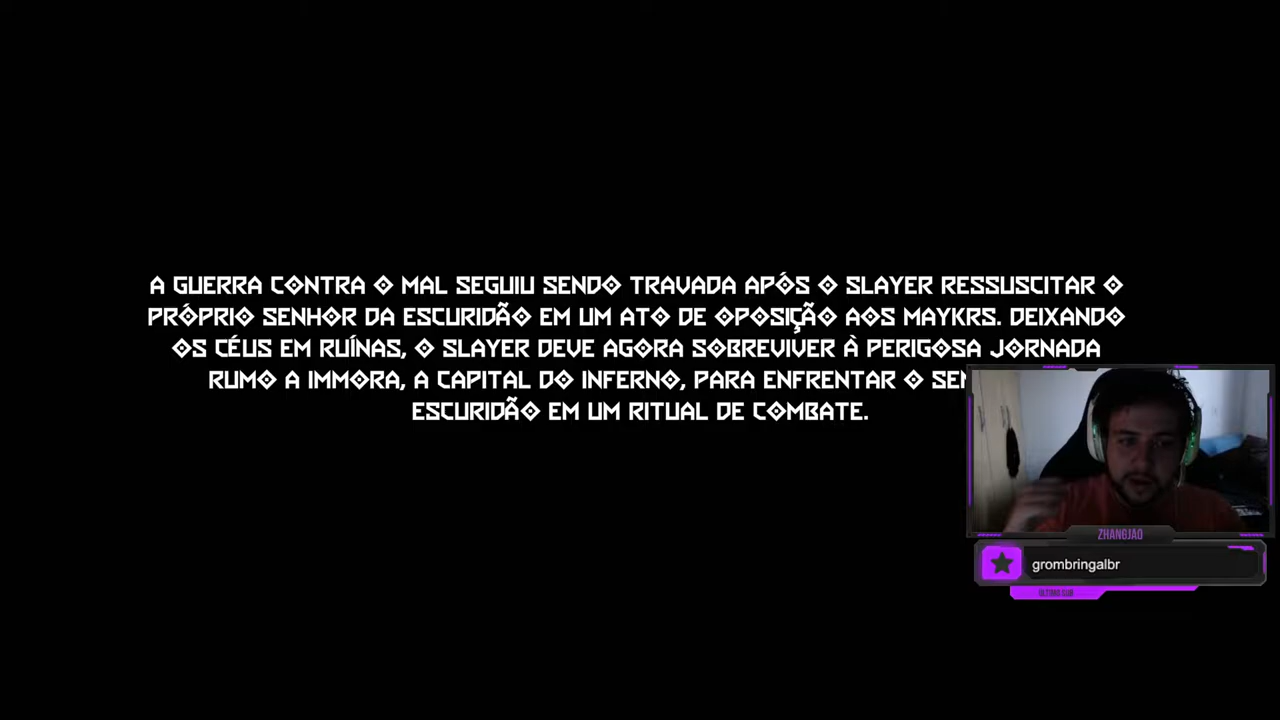 A GUERRA CONTRA O MAL SEGUIU SENDO TRAVADA APÓS O SLAYER RESSUSCITAR O
PRÓPRIO SENHOR DA ESCURIDÃO EM UM ATO DE OPOSIÇÃO AOS MAYKRS. DEIXANDO
OS CÉUS EM RUÍNAS, O SLAYER DEVE AGORA SOBREVIVER À PERIGOSA JORNADA
RUMO A IMMORA, A CAPITAL DO INFERNO, PARA ENFRENTAR O
ESCURIDÃO EM UM RITUAL DE COMBATE.
ZHANGJAO
grombringalbr